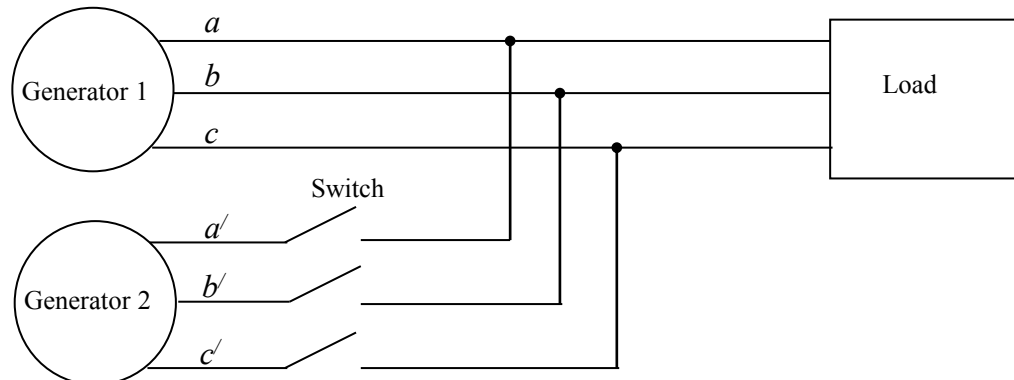 a
Generator 1
b
Load
c
Switch
a/
Generator 2
b/
c/